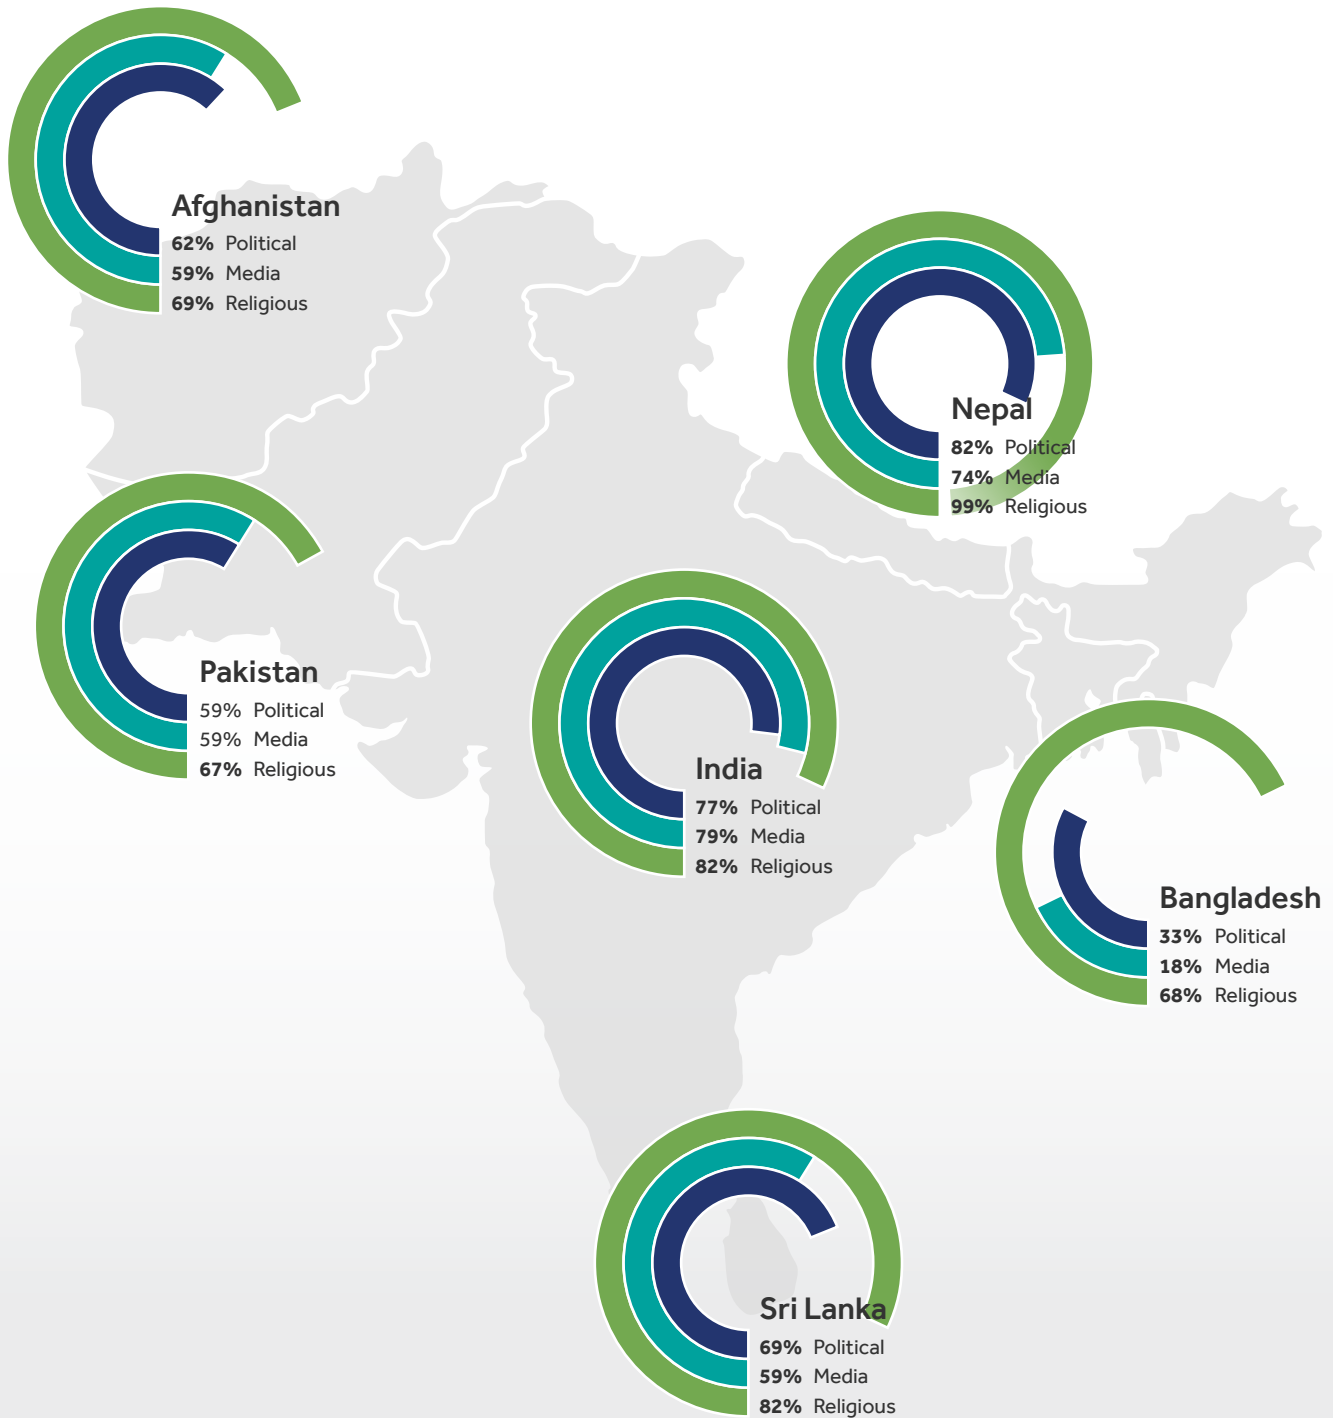 Afghanistan
62% Political
59% Media
69% Religious
Nepal
82% Political
74% Media
99% Religious
Pakistan
59% Political
59% Media
67% Religious
India
77% Political
79% Media
82% Religious
Bangladesh
33% Political
18% Media
68% Religious
Sri Lanka
69% Political
59% Media
82% Religious